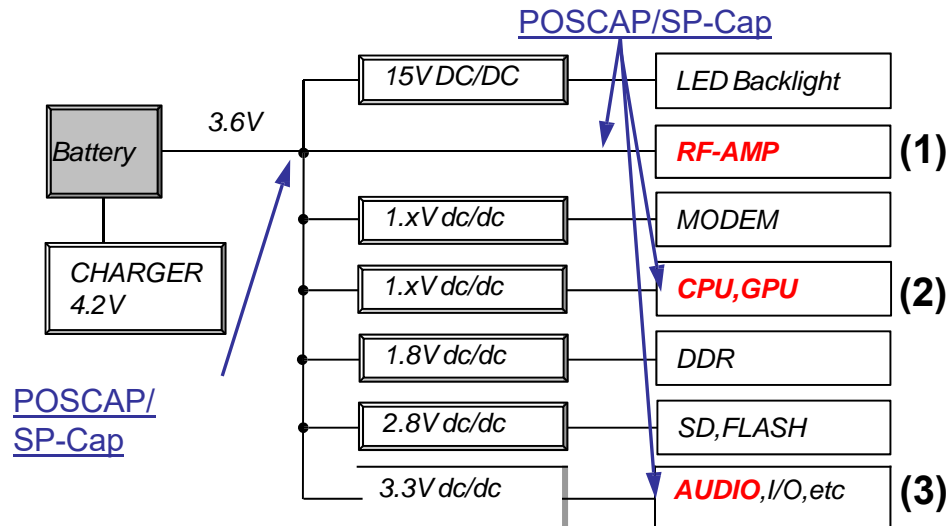 POSCAP/SP-Cap
15V DC/DC
LED Backlight
3.6V
Battery
RF-AMP
(1)
1.xV dc/dc
MODEM
CHARGER
4.2V
1.xV dc/dc
CPU,GPU
(2)
1.8V dc/dc
DDR
POSCAP/
SP-Cap
2.8V dc/dc
SD,FLASH
3.3V dc/dc
AUDIO,I/O,etc
(3)